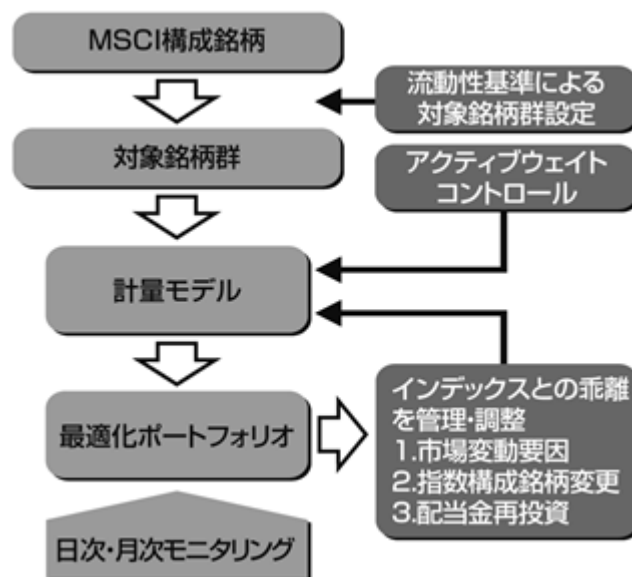 MSCI構成銘柄
流動性基準による
対象銘柄群設定
対象銘柄群
アクティブウェイト
コントロール
計量モデル
最適化ポートフォリオ
インデックスとの乖離
を管理・調整
1.市場変動要因
2.指数構成銘柄変更
3.配当金再投資
日次・月次モニタリング